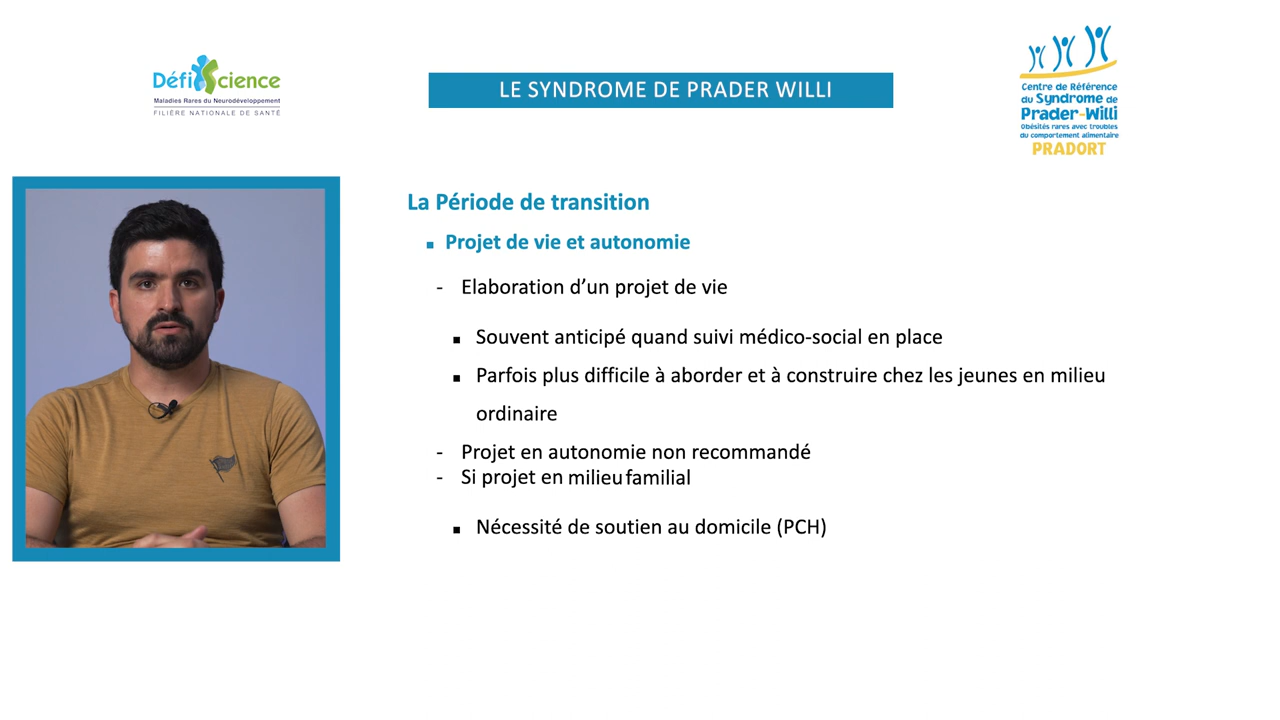 DéfiScience
Maladies Rares du Neurodéveloppement
FILIÈRE NATIONALE DE SANTÉ
LE SYNDROME DE PRADER WILLI
Centre de Référence
du Syndrome de
Prader-Willi
Obésités rares avec troubles
du comportement alimentaire
PRADORT
La Période de transition
▪ Projet de vie et autonomie
- Elaboration d’un projet de vie
▪ Souvent anticipé quand suivi médico-social en place
▪ Parfois plus difficile à aborder et à construire chez les jeunes en milieu
ordinaire
- Projet en autonomie non recommandé
- Si projet en milieu familial
▪ Nécessité de soutien au domicile (PCH)